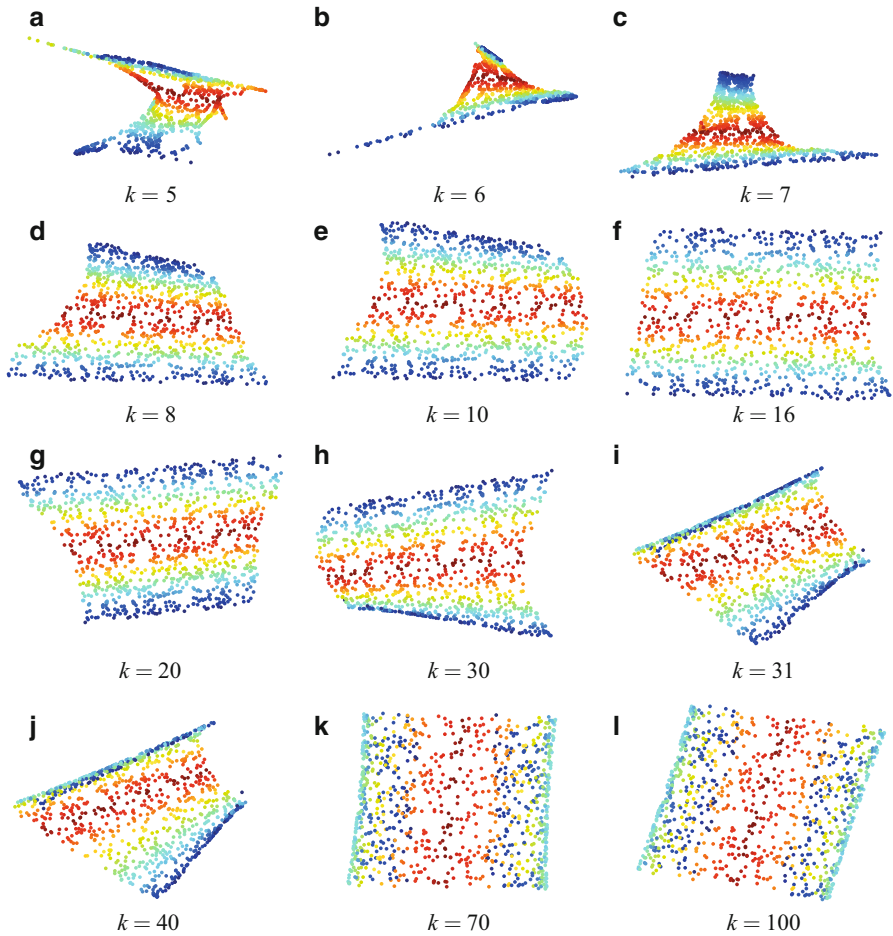 a
b
c
k = 5
k = 6
k = 7
d
e
f
k = 8
k = 10
k = 16
g
h
i
k = 20
k = 30
k = 31
j
k
l
k = 40
k = 70
k = 100